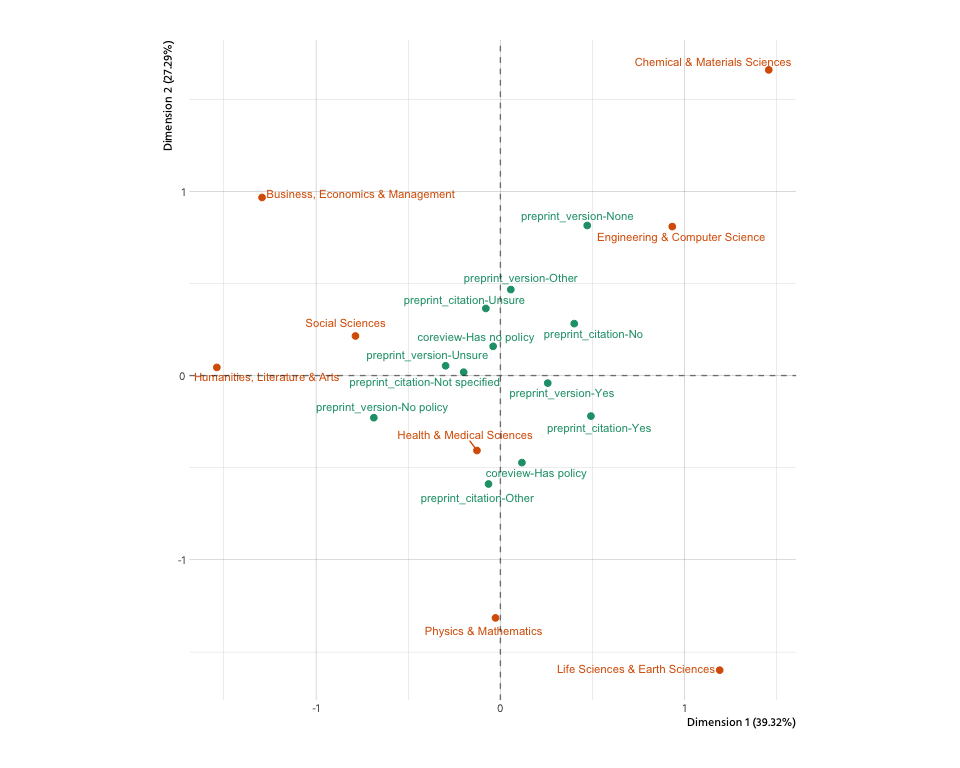 Dimension 2 (27.29%)
Chemical & Materials Sciences
1
Business, Economics & Management
preprint_version-None
Engineering & Computer Science
preprint_version-Other
preprint_citation-Unsure
Social Sciences
preprint_citation-No
coreview-Has no policy
preprint_version-Unsure
0
Humanities, Literature & Arts
preprint_citation-Not specified
preprint_version-Yes
preprint_version-No policy
preprint_citation-Yes
Health & Medical Sciences
coreview-Has policy
preprint_citation-Other
-1
Physics & Mathematics
Life Sciences & Earth Sciences
-1 0 1
Dimension 1 (39.32%)